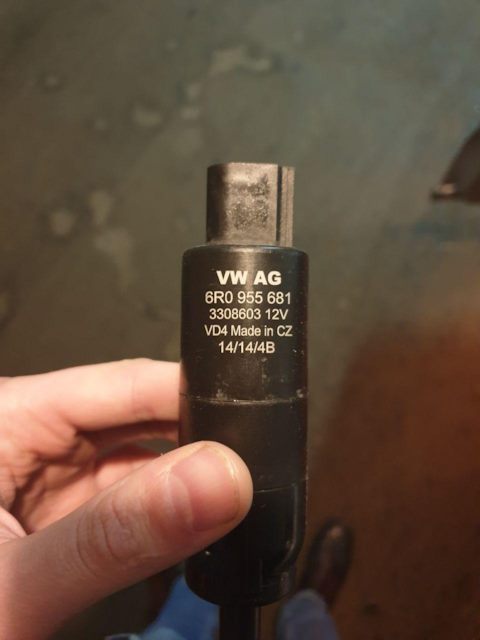 VW AG
6R0 955 681
3308603 12V
VD4 Made in CZ
14/14/4B